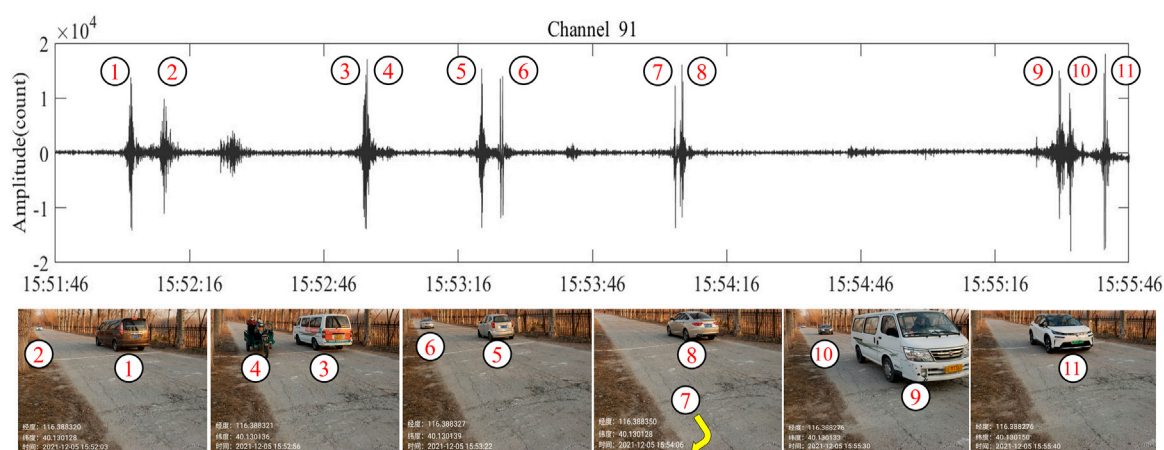 Channel 91
×10⁴
Amplitude(count)
2
1
0
-1
-2
1 2 3 4 5 6 7 8 9 10 11
15:51:46 15:52:16 15:52:46 15:53:16 15:53:46 15:54:16 15:54:46 15:55:16 15:55:46
2 1
经度：116.388320
纬度：40.130128
时间：2021-12-05 15:52:03
4 3
经度：116.388321
纬度：40.130136
时间：2021-12-05 15:52:56
6 5
经度：116.388327
纬度：40.130139
时间：2021-12-05 15:53:22
8
7
经度：116.388350
纬度：40.130128
时间：2021-12-05 15:54:06
10 9
经度：116.388276
纬度：40.130133
时间：2021-12-05 15:55:30
11
经度：116.388276
纬度：40.130150
时间：2021-12-05 15:55:40